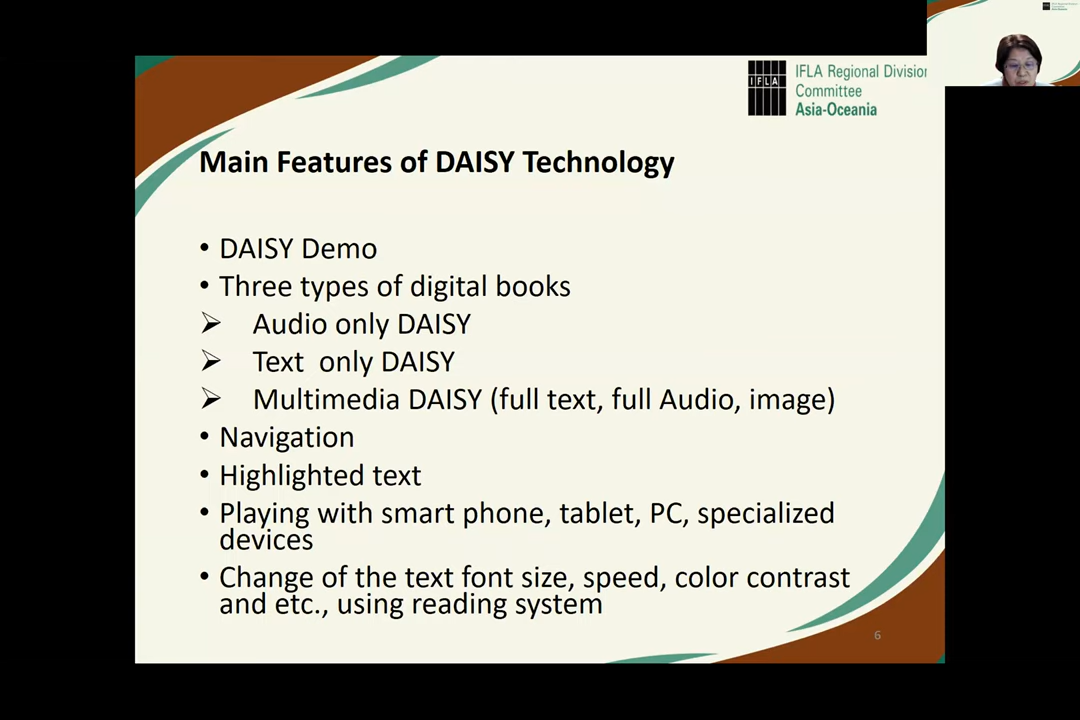 IFLA
IFLA Regional Division
Committee
Asia-Oceania
Main Features of DAISY Technology
• DAISY Demo
• Three types of digital books
➢ Audio only DAISY
➢ Text only DAISY
➢ Multimedia DAISY (full text, full Audio, image)
• Navigation
• Highlighted text
• Playing with smart phone, tablet, PC, specialized
devices
• Change of the text font size, speed, color contrast
and etc., using reading system
6